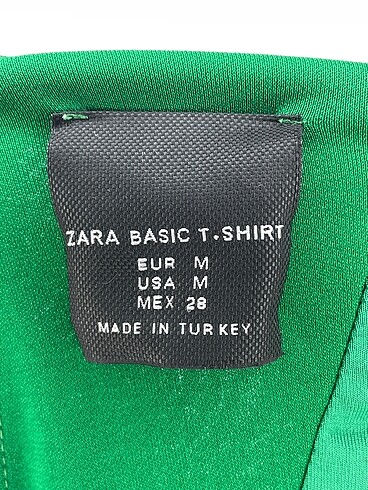 ZARA BASIC T.SHIRT
EUR M
USA M
MEX 28
MADE IN TURKEY